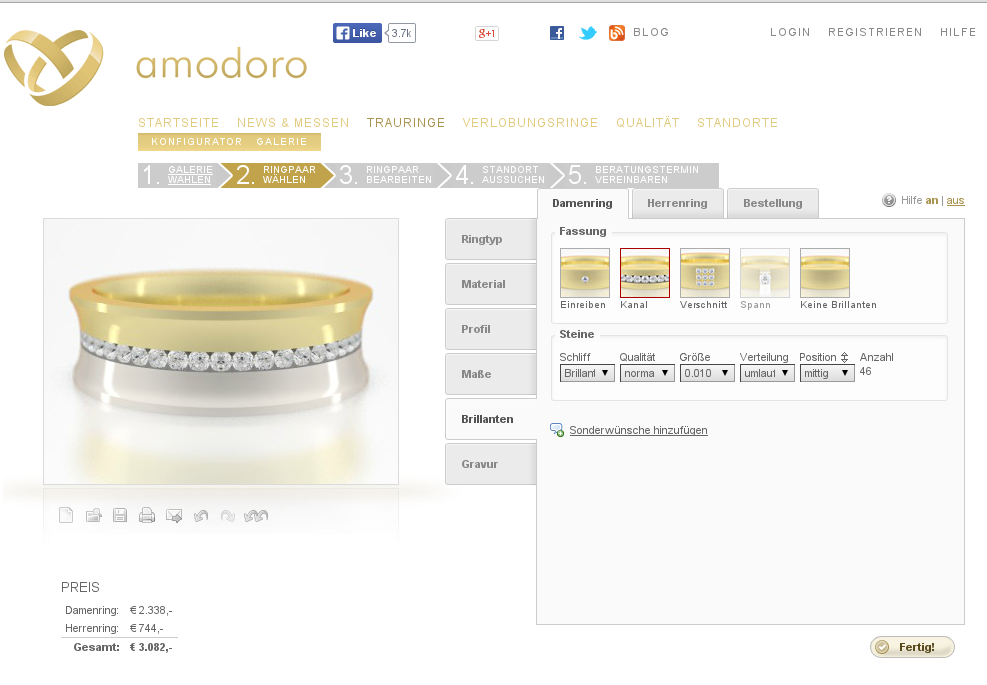 Like 3.7k
g+1
BLOG
LOGIN REGISTRIEREN HILFE
amodoro
STARTSEITE NEWS & MESSEN TRAURINGE VERLOBUNGSRINGE QUALITÄT STANDORTE
KONFIGURATOR GALERIE
1. GALERIE WÄHLEN
2. RINGPAAR WÄHLEN
3. RINGPAAR BEARBEITEN
4. STANDORT AUSSUCHEN
5. BERATUNGSTERMIN VEREINBAREN
Damenring Herrenring Bestellung
Hilfe an | aus
Ringtyp
Material
Profil
Maße
Brillanten
Gravur
Fassung
Einreiben Kanal Verschnitt Spann Keine Brillanten
Steine
Schliff Qualität Größe Verteilung Position Anzahl
Brillant norma 0.010 umlauf mittig 46
Sonderwünsche hinzufügen
PREIS
Damenring: € 2.338,-
Herrenring: € 744,-
Gesamt: € 3.082,-
Fertig!